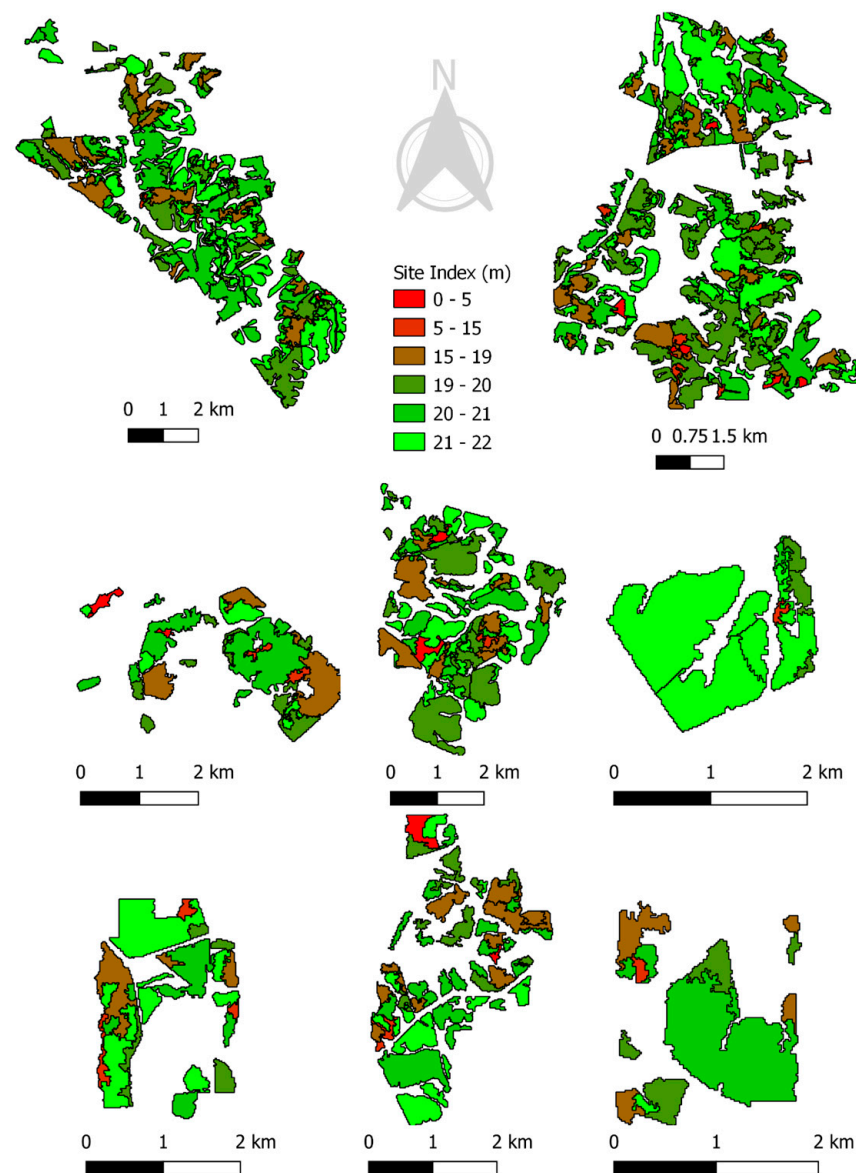 N
Site Index (m)
0 - 5
5 - 15
15 - 19
19 - 20
20 - 21
21 - 22
0 1 2 km
0 0.75 1.5 km
0 1 2 km
0 1 2 km
0 1 2 km
0 1 2 km
0 1 2 km
0 1 2 km